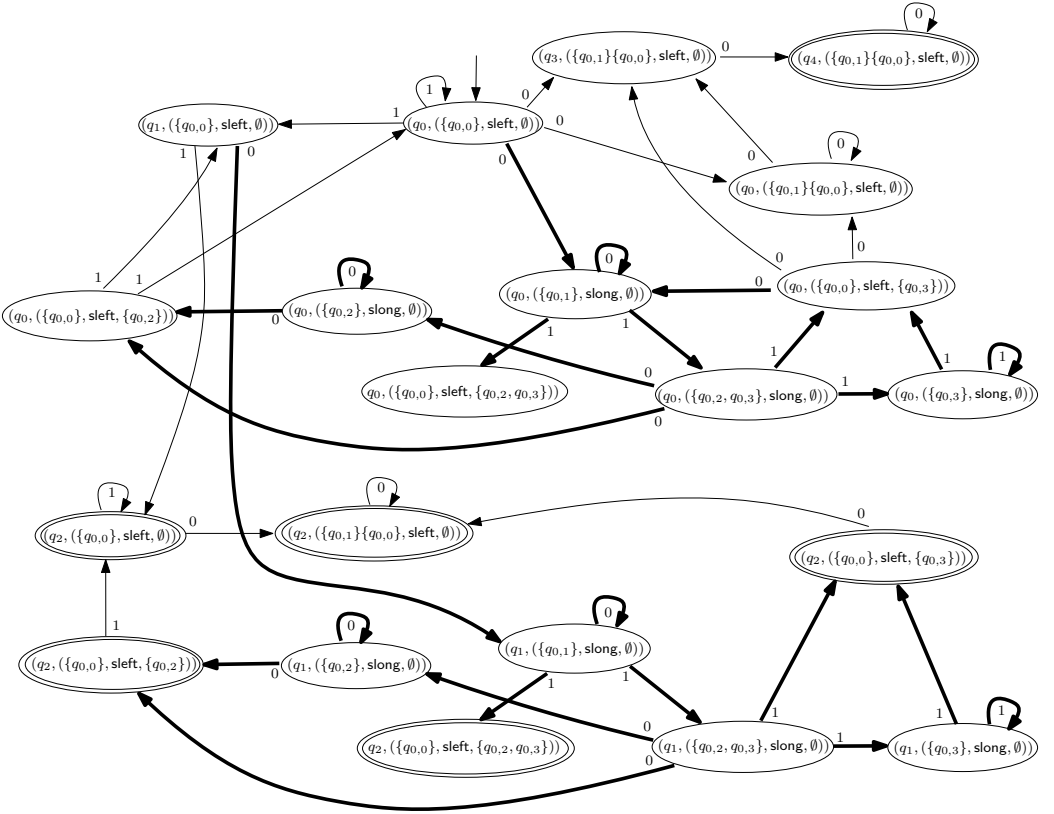 0
0
(q₃,({q₀,₁}{q₀,₀},sleft,∅))
0
(q₄,({q₀,₁}{q₀,₀},sleft,∅))
1
0
1
0
(q₁,({q₀,₀},sleft,∅))
(q₀,({q₀,₀},sleft,∅))
1
0
0
0
0
(q₀,({q₀,₁}{q₀,₀},sleft,∅))
0
0
1
1
0
0
0
(q₀,({q₀,₀},sleft,{q₀,₃}))
(q₀,({q₀,₀},sleft,{q₀,₂}))
0
(q₀,({q₀,₂},slong,∅))
(q₀,({q₀,₁},slong,∅))
1
1
1
1
1
0
(q₀,({q₀,₀},sleft,{q₀,₂,q₀,₃}))
(q₀,({q₀,₂,q₀,₃},slong,∅))
1
(q₀,({q₀,₃},slong,∅))
0
0
1
0
0
(q₂,({q₀,₀},sleft,∅))
(q₂,({q₀,₁}{q₀,₀},sleft,∅))
(q₂,({q₀,₀},sleft,{q₀,₃}))
1
0
0
(q₂,({q₀,₀},sleft,{q₀,₂}))
0
(q₁,({q₀,₂},slong,∅))
(q₁,({q₀,₁},slong,∅))
1
1
1
1
1
0
(q₂,({q₀,₀},sleft,{q₀,₂,q₀,₃}))
(q₁,({q₀,₂,q₀,₃},slong,∅))
1
(q₁,({q₀,₃},slong,∅))
0